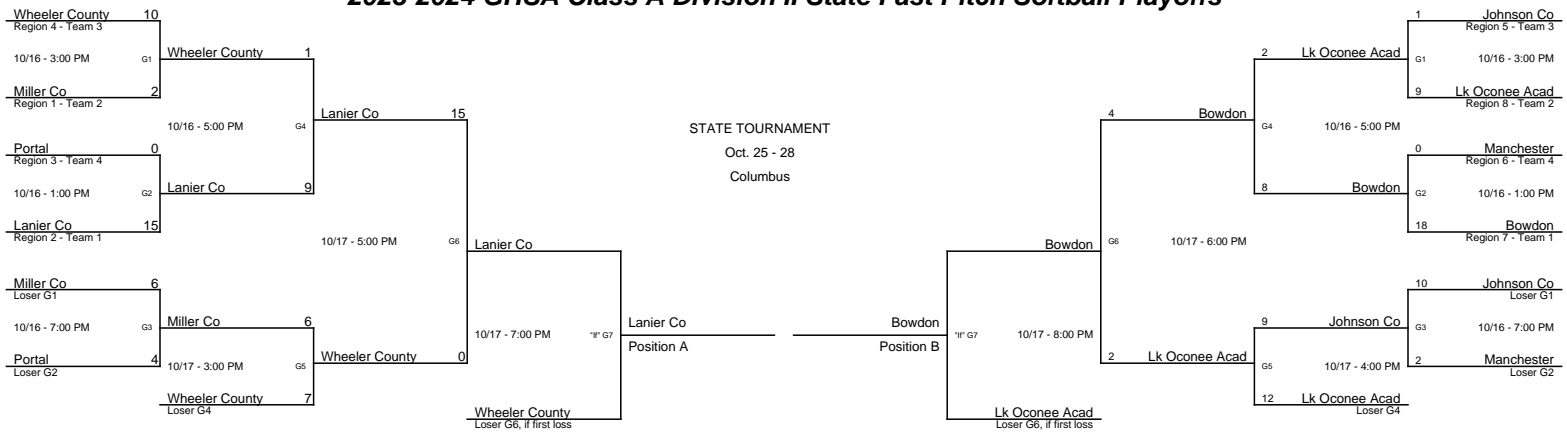 2023-2024 GHSA Class A Division II State Fast Pitch Softball Playoffs
Wheeler County 10
Region 4 - Team 3
10/16 - 3:00 PM G1
Miller Co 2
Region 1 - Team 2
Wheeler County 1
10/16 - 5:00 PM G4
Portal 0
Region 3 - Team 4
10/16 - 1:00 PM G2
Lanier Co 15
Region 2 - Team 1
Lanier Co 9
Lanier Co 15
10/17 - 5:00 PM G6
Miller Co 6
Loser G1
10/16 - 7:00 PM G3
Portal 4
Loser G2
Miller Co 6
10/17 - 3:00 PM G5
Wheeler County 7
Loser G4
Wheeler County 0
Lanier Co
10/17 - 7:00 PM "If" G7
Wheeler County
Loser G6, if first loss
Lanier Co
Position A
STATE TOURNAMENT
Oct. 25 - 28
Columbus
Bowdon
Position B
Bowdon
"If" G7 10/17 - 8:00 PM
Lk Oconee Acad
Loser G6, if first loss
4 Bowdon
G6 10/17 - 6:00 PM
2 Lk Oconee Acad
2 Lk Oconee Acad
G4 10/16 - 5:00 PM
8 Bowdon
9 Johnson Co
G5 10/17 - 4:00 PM
12 Lk Oconee Acad
Loser G4
1 Johnson Co
Region 5 - Team 3
G1 10/16 - 3:00 PM
9 Lk Oconee Acad
Region 8 - Team 2
0 Manchester
Region 6 - Team 4
G2 10/16 - 1:00 PM
18 Bowdon
Region 7 - Team 1
10 Johnson Co
Loser G1
G3 10/16 - 7:00 PM
2 Manchester
Loser G2